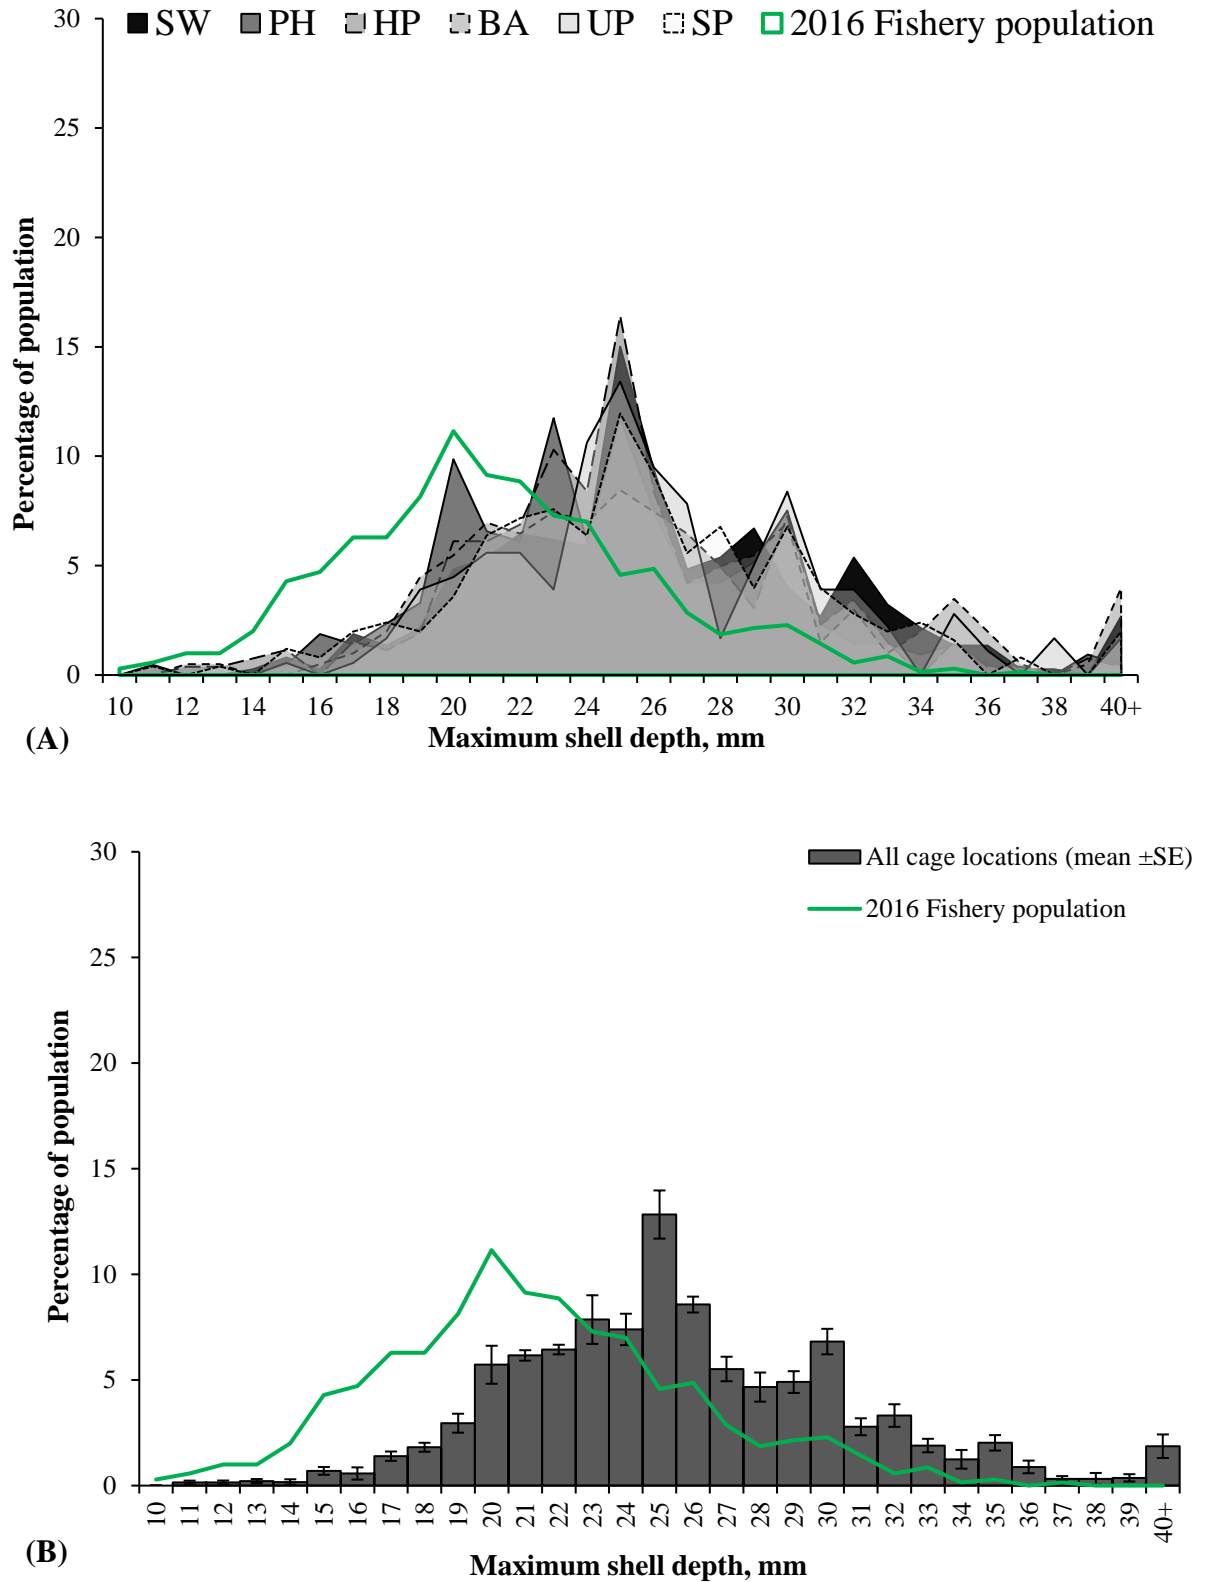 SW PH HP BA UP SP 2016 Fishery population
30
25
20
15
10
5
0
Percentage of population
10 12 14 16 18 20 22 24 26 28 30 32 34 36 38 40+
(A)
Maximum shell depth, mm
30
25
20
15
10
5
0
Percentage of population
All cage locations (mean ±SE)
2016 Fishery population
10 11 12 13 14 15 16 17 18 19 20 21 22 23 24 25 26 27 28 29 30 31 32 33 34 35 36 37 38 39 40+
(B)
Maximum shell depth, mm